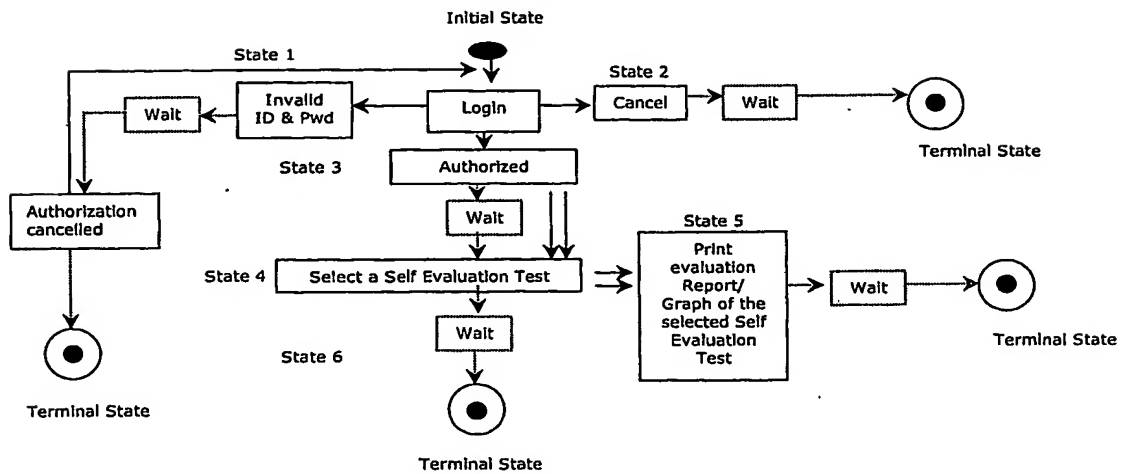 Initial State
State 1
State 2
Wait
Invalid
ID & Pwd
Login
Cancel
Wait
Terminal State
State 3
Authorized
Authorization
cancelled
Wait
State 5
State 4
Select a Self Evaluation Test
Print
evaluation
Report/
Graph of the
selected Self
Evaluation
Test
Wait
Terminal State
Wait
State 6
Terminal State
Terminal State